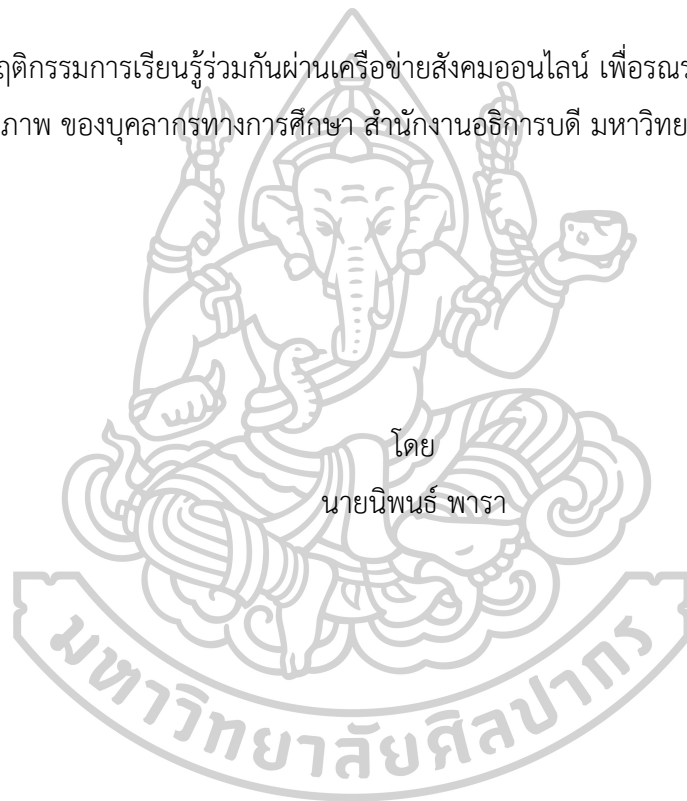 ฤติกรรมการเรียนรู้ร่วมกันผ่านเครือข่ายสังคมออนไลน์ เพื่อรณร
ภาพ ของบุคลากรทางการศึกษา สำนักงานอธิการบดี มหาวิทย
โดย
นายนิพนธ์ พารา
มหาวิทยาลัยศิลปากร